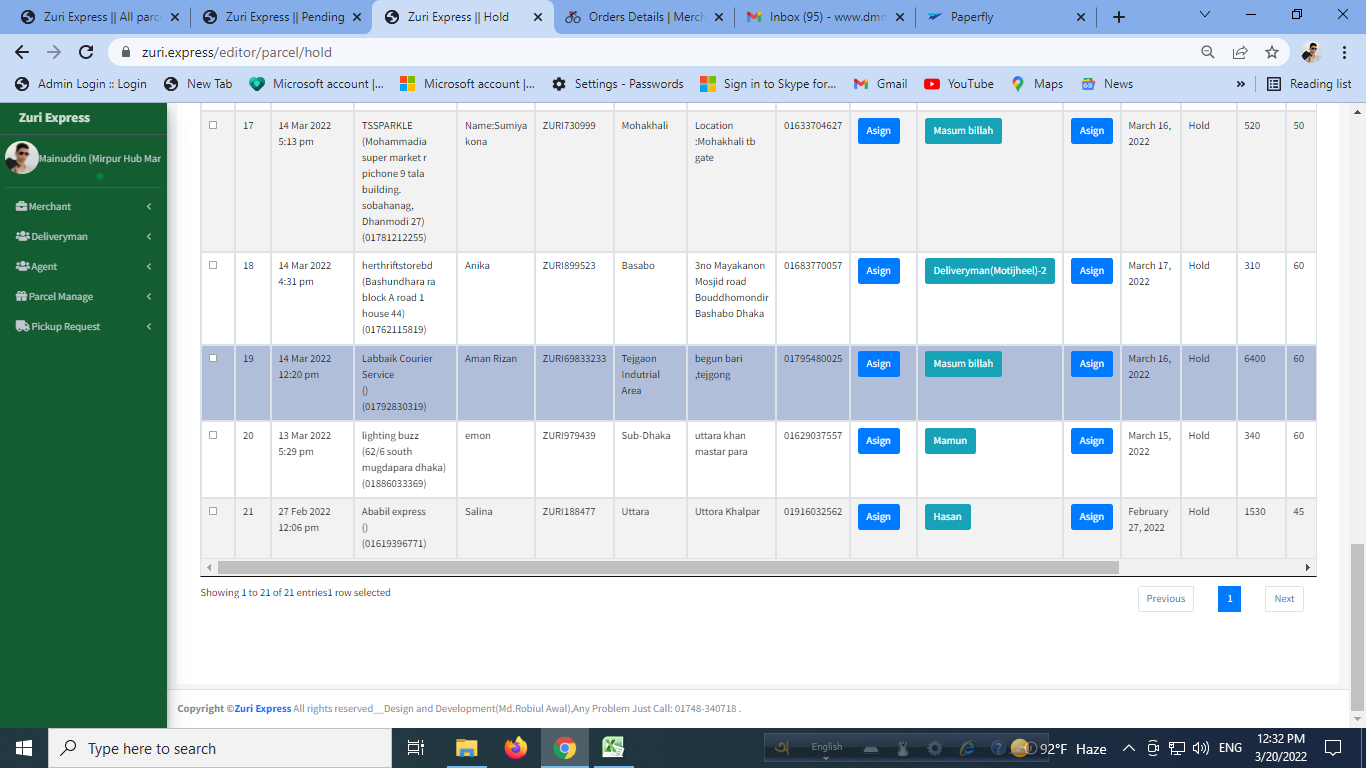 Zuri Express || All parc
Zuri Express || Pending
Zuri Express || Hold
Orders Details | Merch
Inbox (95) - www.dmn
Paperfly
zuri.express/editor/parcel/hold
Admin Login :: Login
New Tab
Microsoft account |...
Microsoft account |...
Settings - Passwords
Sign in to Skype for...
Gmail
YouTube
Maps
News
»
Reading list
Zuri Express
Mainuddin (Mirpur Hub Mar
Merchant
Deliveryman
Agent
Parcel Manage
Pickup Request
17
14 Mar 2022
5:13 pm
TSSPARKLE
(Mohammadia
super market r
pichone 9 tala
building.
sobahanag,
Dhanmodi 27)
(01781212255)
Name:Sumiya
kona
ZURI730999
Mohakhali
Location
:Mohakhali tb
gate
01633704627
Asign
Masum billah
Asign
March 16,
2022
Hold
520
50
18
14 Mar 2022
4:31 pm
herthriftstorebd
(Bashundhara ra
block A road 1
house 44)
(01762115819)
Anika
ZURI899523
Basabo
3no Mayakanon
Mosjid road
Bouddhomondir
Bashabo Dhaka
01683770057
Asign
Deliveryman(Motijheel)-2
Asign
March 17,
2022
Hold
310
60
19
14 Mar 2022
12:20 pm
Labbaik Courier
Service
()
(01792830319)
Aman Rizan
ZURI69833233
Tejgaon
Indutrial
Area
begun bari
,tejgong
01795480025
Asign
Masum billah
Asign
March 16,
2022
Hold
6400
60
20
13 Mar 2022
5:29 pm
lighting buzz
(62/6 south
mugdapara dhaka)
(01886033369)
emon
ZURI979439
Sub-Dhaka
uttara khan
mastar para
01629037557
Asign
Mamun
Asign
March 15,
2022
Hold
340
60
21
27 Feb 2022
12:06 pm
Ababil express
()
(01619396771)
Salina
ZURI188477
Uttara
Uttora Khalpar
01916032562
Asign
Hasan
Asign
February
27, 2022
Hold
1530
45
Showing 1 to 21 of 21 entries1 row selected
Previous
1
Next
Copyright ©Zuri Express All rights reserved__Design and Development(Md.Robiul Awal),Any Problem Just Call: 01748-340718 .
Type here to search
English
92°F Haze
ENG
12:32 PM
3/20/2022